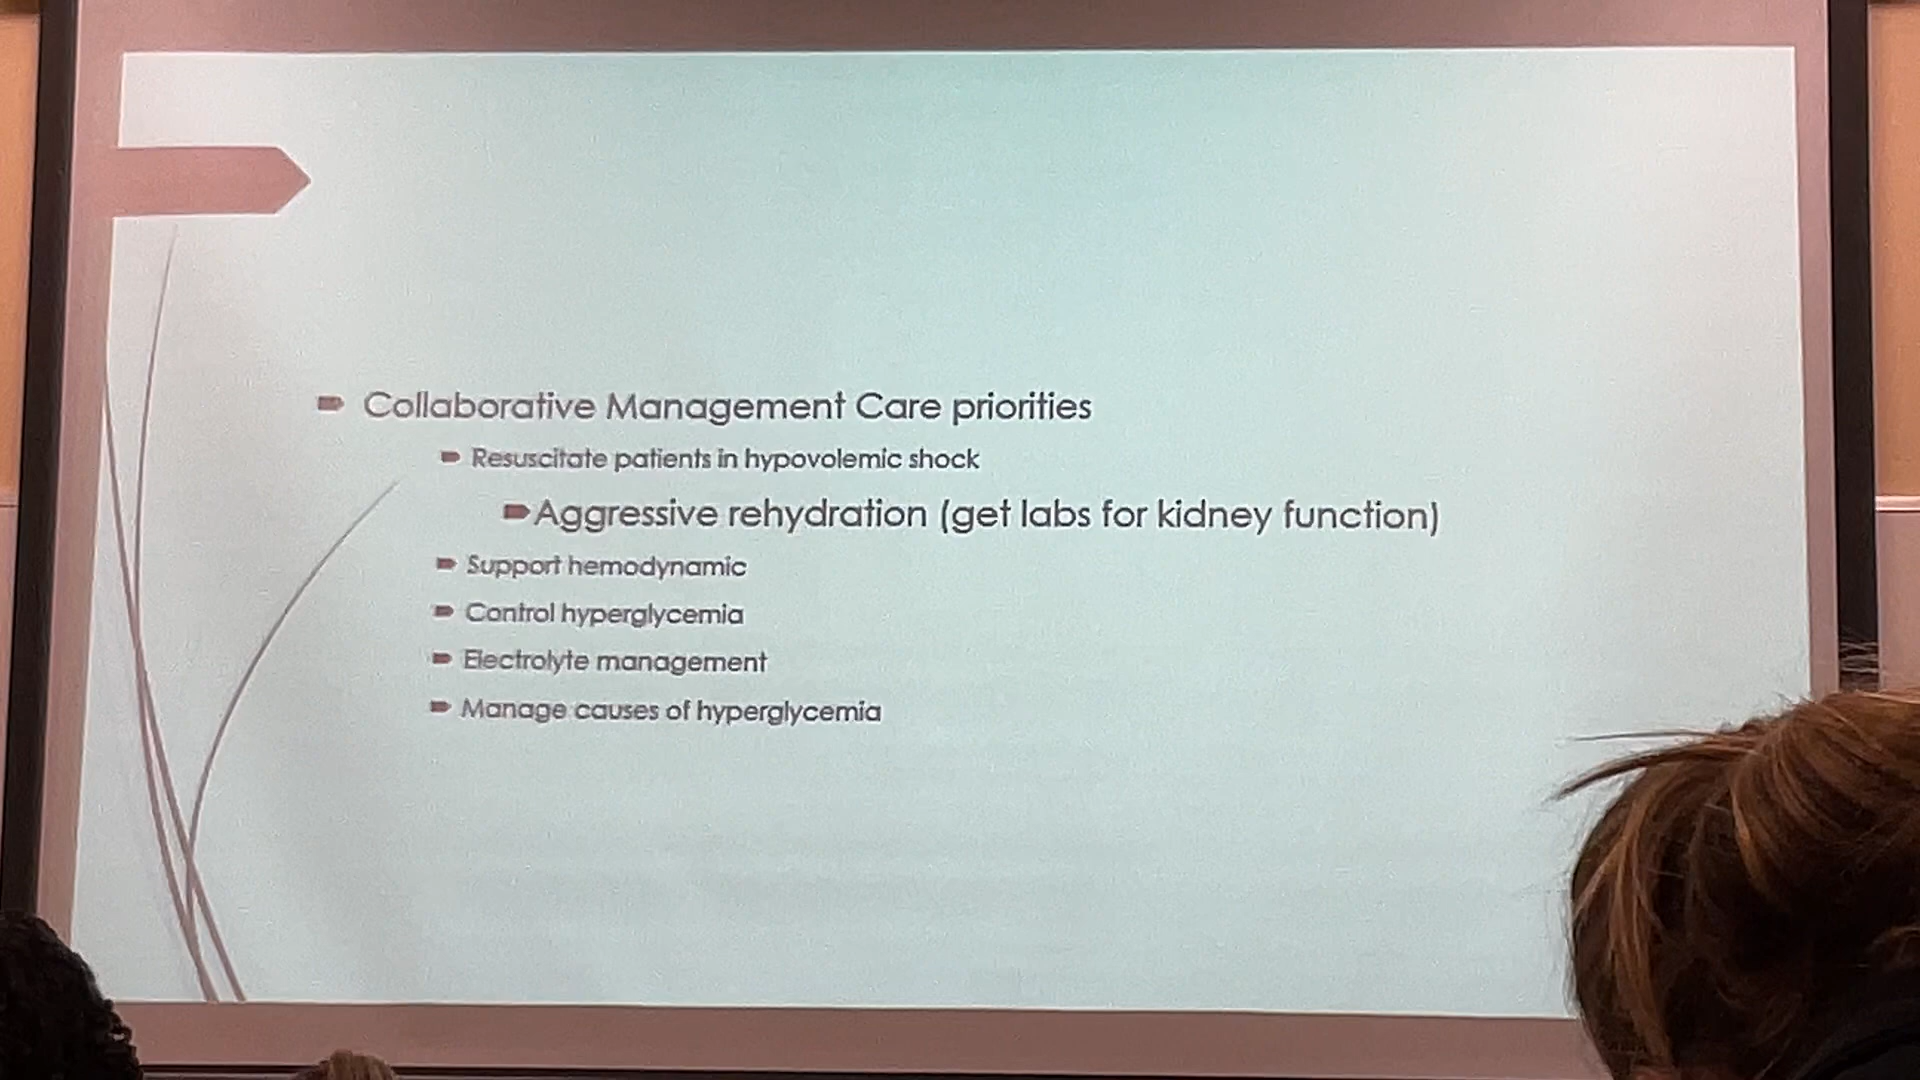 Collaborative Management Care priorities
Resuscitate patients in hypovolemic shock
Aggressive rehydration (get labs for kidney function)
Support hemodynamic
Control hyperglycemia
Electrolyte management
Manage causes of hyperglycemia